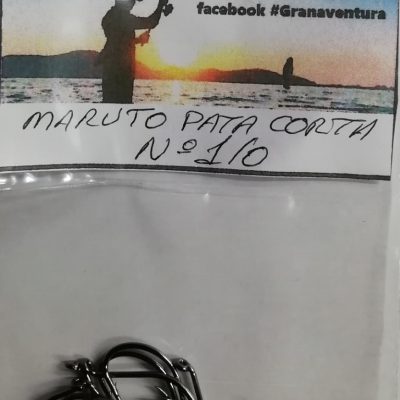 facebook #Granaventura
MARUTO PATA CORTA
Nº 1/0